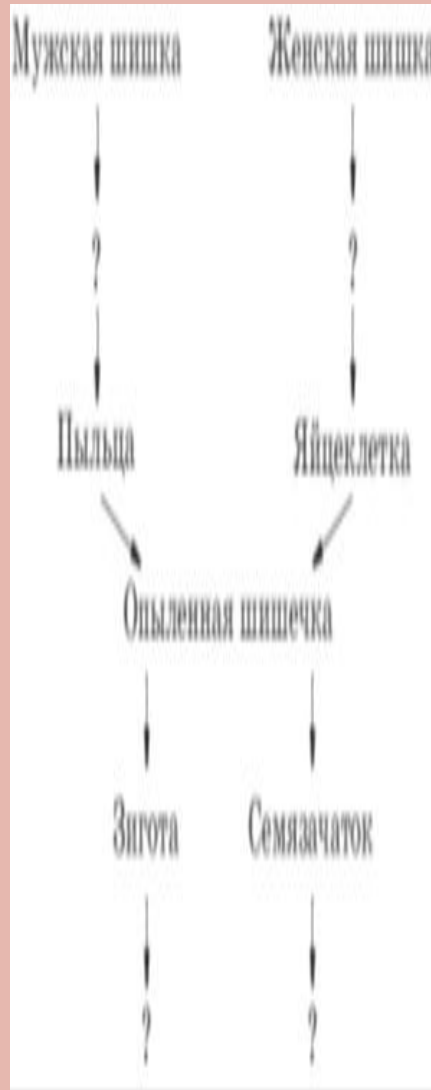 Мужская шишка Женская шишка
? ?
Пыльца Яйцеклетка
Опыленная шишечка
Зигота Семязачаток
? ?